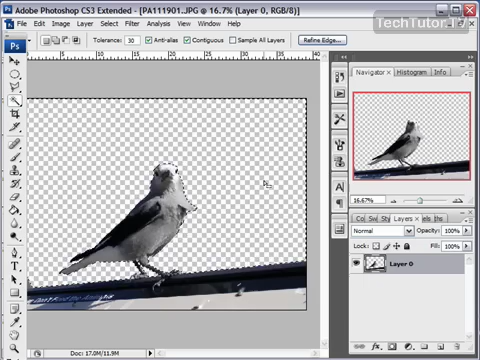 Adobe Photoshop CS3 Extended - [PA111901.JPG @ 16.7% (Layer 0, RGB/8)]
TechTutor
File Edit Image Layer Select Filter Analysis View Window Help
Tolerance: 30 Anti-alias Contiguous Sample All Layers Refine Edge...
Ps
Navigator Histogram Info
16.67%
Layers
Normal Opacity: 100%
Lock: Fill: 100%
Layer 0
Doc: 17.0M/11.9M